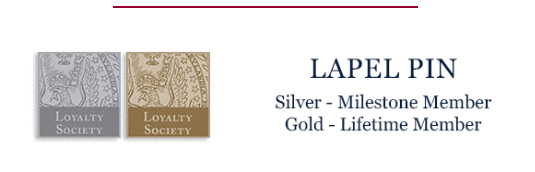 LOYALTY
SOCIETY
LOYALTY
SOCIETY
LAPEL PIN
Silver - Milestone Member
Gold - Lifetime Member